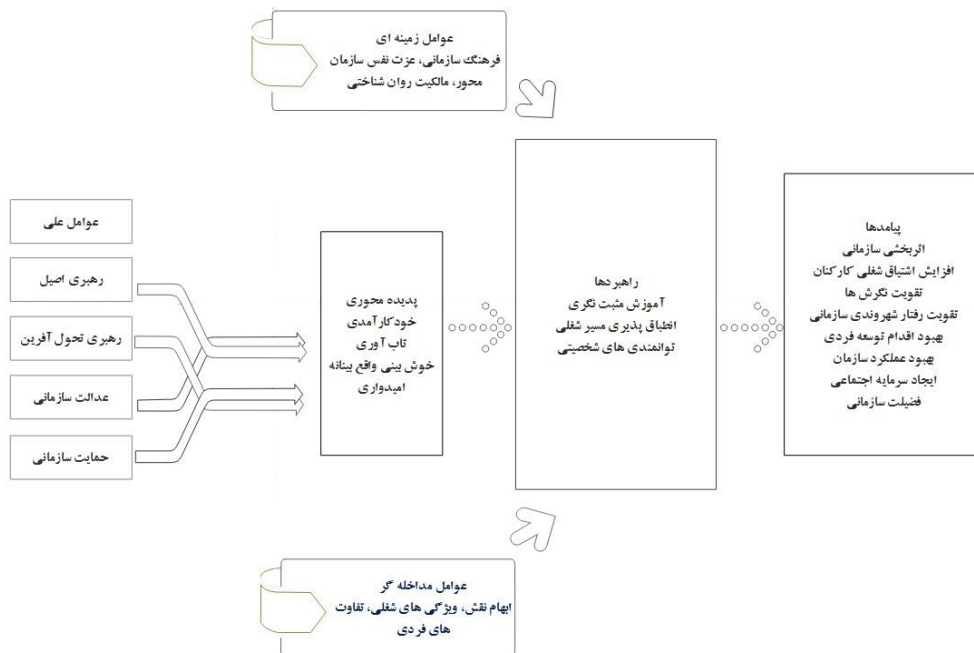 عوامل زمینه ای
فرهنگ سازمانی، عزت نفس سازمان
محور، مالکیت روان شناختی
عوامل علی
رهبری اصیل
رهبری تحول آفرین
عدالت سازمانی
حمایت سازمانی
پدیده محوری
خودکارآمدی
تاب آوری
خوش بینی واقع بینانه
امیدواری
راهبردها
آموزش مثبت نگری
انطباق پذیری مسیر شغلی
توانمندی های شخصیتی
پیامدها
اثربخشی سازمانی
افزایش اشتیاق شغلی کارکنان
تقویت نگرش ها
تقویت رفتار شهروندی سازمانی
بهبود اقدام توسعه فردی
بهبود عملکرد سازمان
ایجاد سرمایه اجتماعی
فضیلت سازمانی
عوامل مداخله گر
ابهام نقش، ویژگی های شغلی، تفاوت
های فردی